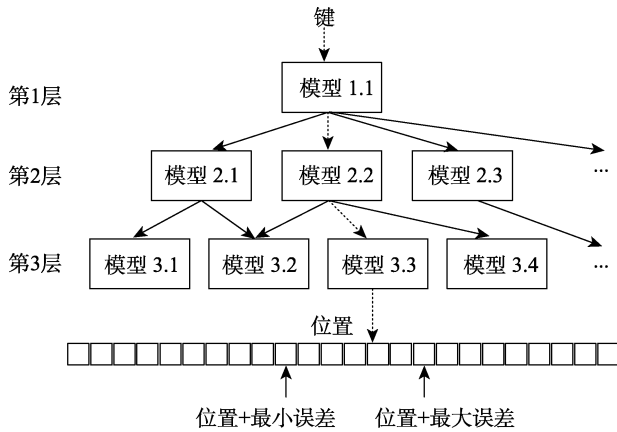 键
第1层
模型 1.1
第2层
模型 2.1
模型 2.2
模型 2.3
...
第3层
模型 3.1
模型 3.2
模型 3.3
模型 3.4
...
位置
位置+最小误差
位置+最大误差